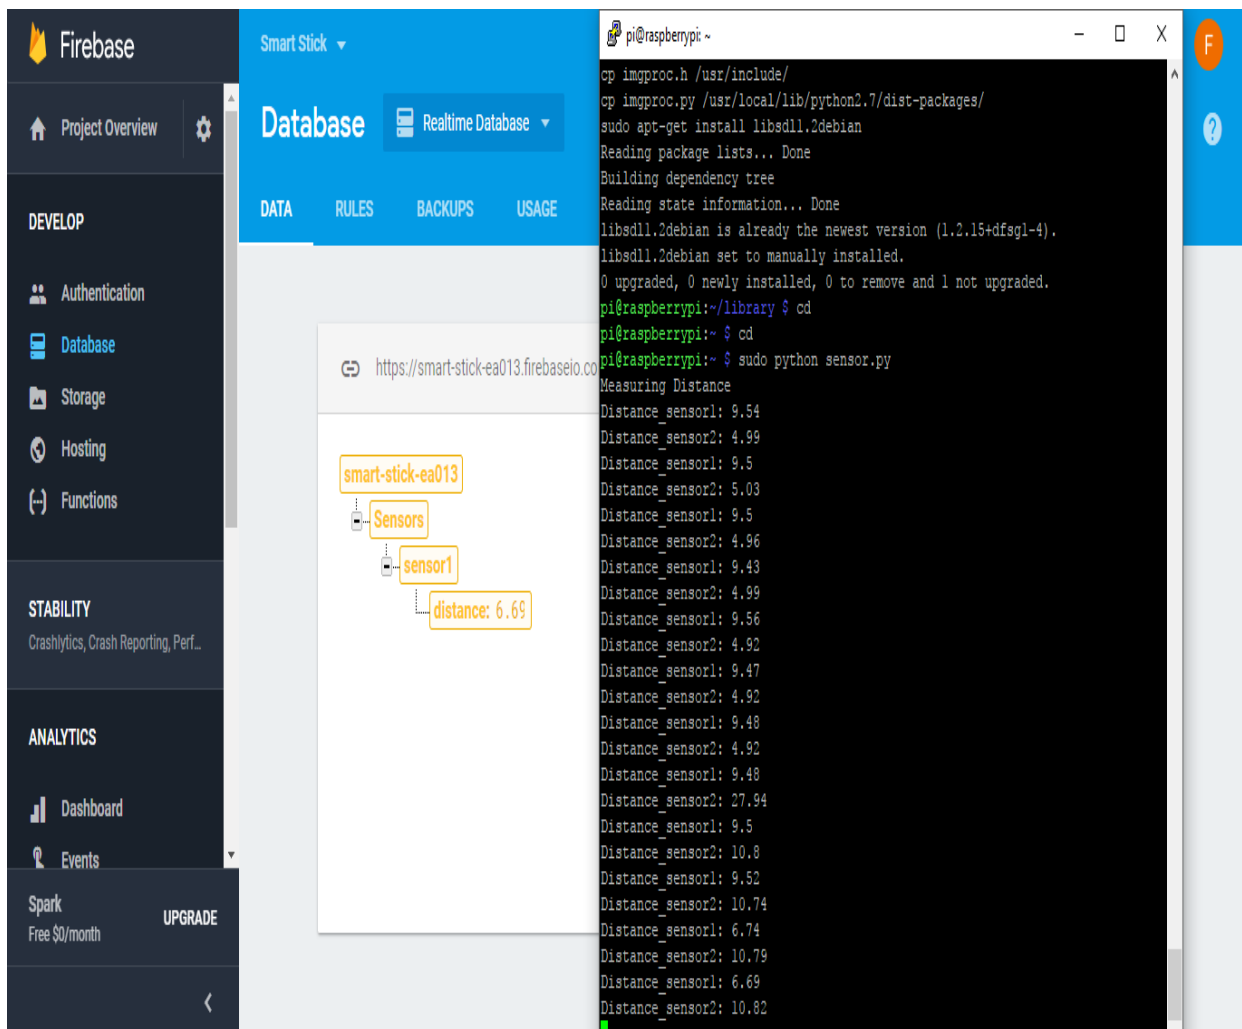 Firebase
Project Overview
DEVELOP
Authentication
Database
Storage
Hosting
Functions
STABILITY
Crashlytics, Crash Reporting, Perf...
ANALYTICS
Dashboard
Events
Spark
Free $0/month
UPGRADE
Smart Stick
Database
Realtime Database
DATA RULES BACKUPS USAGE
https://smart-stick-ea013.firebaseio.co
smart-stick-ea013
Sensors
sensor1
distance: 6.69
pi@raspberrypi: ~
cp imgproc.h /usr/include/
cp imgproc.py /usr/local/lib/python2.7/dist-packages/
sudo apt-get install libsdl1.2debian
Reading package lists... Done
Building dependency tree
Reading state information... Done
libsdl1.2debian is already the newest version (1.2.15+dfsg1-4).
libsdl1.2debian set to manually installed.
0 upgraded, 0 newly installed, 0 to remove and 1 not upgraded.
pi@raspberrypi:~/library $ cd
pi@raspberrypi:~ $ cd
pi@raspberrypi:~ $ sudo python sensor.py
Measuring Distance
Distance_sensor1: 9.54
Distance_sensor2: 4.99
Distance_sensor1: 9.5
Distance_sensor2: 5.03
Distance_sensor1: 9.5
Distance_sensor2: 4.96
Distance_sensor1: 9.43
Distance_sensor2: 4.99
Distance_sensor1: 9.56
Distance_sensor2: 4.92
Distance_sensor1: 9.47
Distance_sensor2: 4.92
Distance_sensor1: 9.48
Distance_sensor2: 4.92
Distance_sensor1: 9.48
Distance_sensor2: 27.94
Distance_sensor1: 9.5
Distance_sensor2: 10.8
Distance_sensor1: 9.52
Distance_sensor2: 10.74
Distance_sensor1: 6.74
Distance_sensor2: 10.79
Distance_sensor1: 6.69
Distance_sensor2: 10.82
F
?